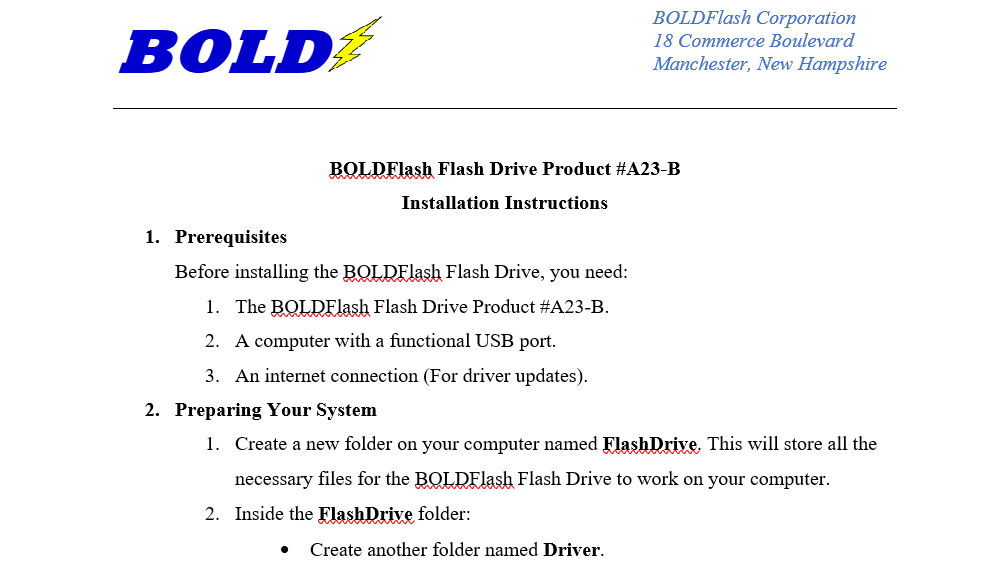 BOLD
BOLDFlash Corporation
18 Commerce Boulevard
Manchester, New Hampshire
BOLDFlash Flash Drive Product #A23-B
Installation Instructions
1. Prerequisites
Before installing the BOLDFlash Flash Drive, you need:
1. The BOLDFlash Flash Drive Product #A23-B.
2. A computer with a functional USB port.
3. An internet connection (For driver updates).
2. Preparing Your System
1. Create a new folder on your computer named FlashDrive. This will store all the
necessary files for the BOLDFlash Flash Drive to work on your computer.
2. Inside the FlashDrive folder:
• Create another folder named Driver.